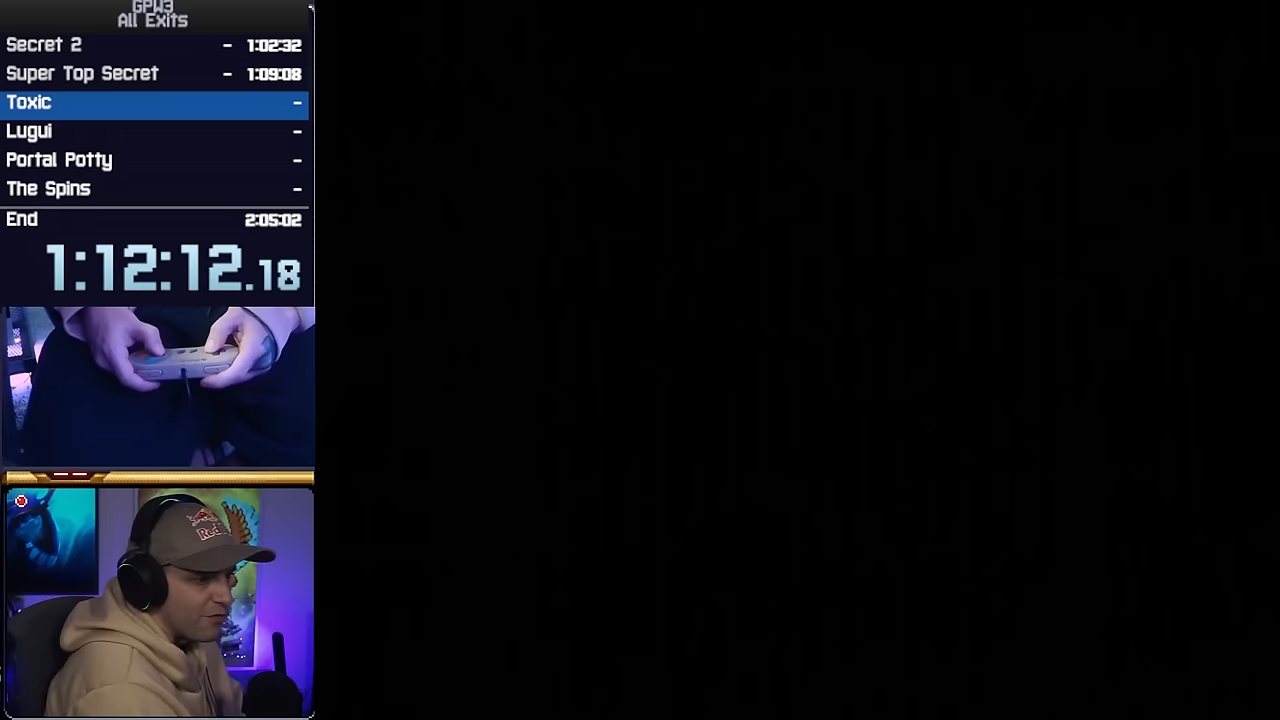 GPW3
All Exits
Secret 2 - 1:02:32
Super Top Secret - 1:09:08
Toxic -
Lugui -
Portal Potty -
The Spins -
End 2:05:02
1:12:12.18
Red